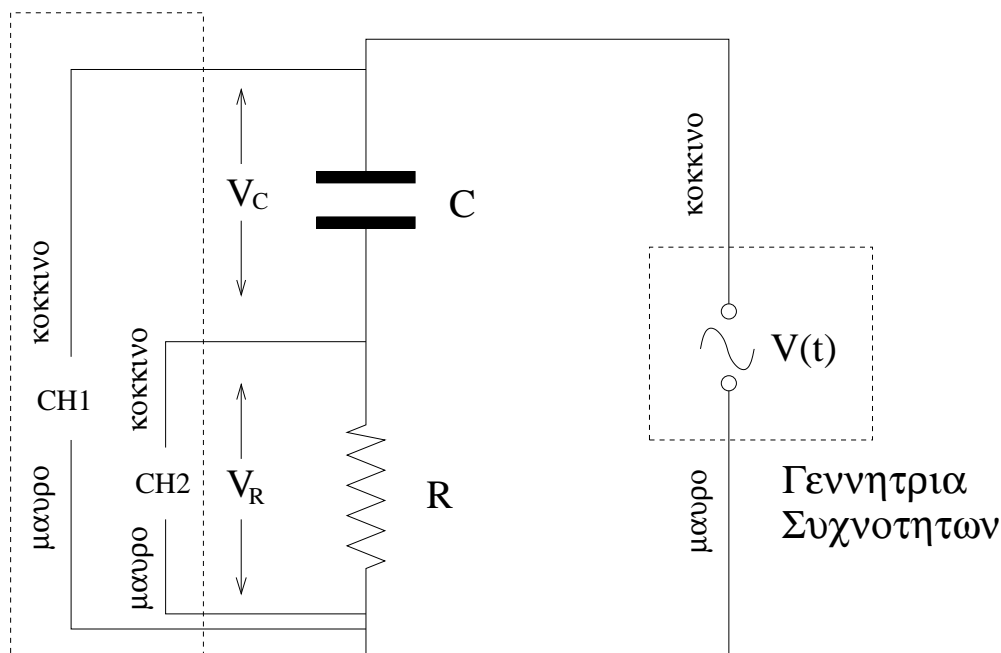 κοκκινο
CH1
μαυρο
κοκκινο
CH2
μαυρο
V_C
V_R
C
R
κοκκινο
V(t)
μαυρο
Γεννητρια
Συχνοτητων